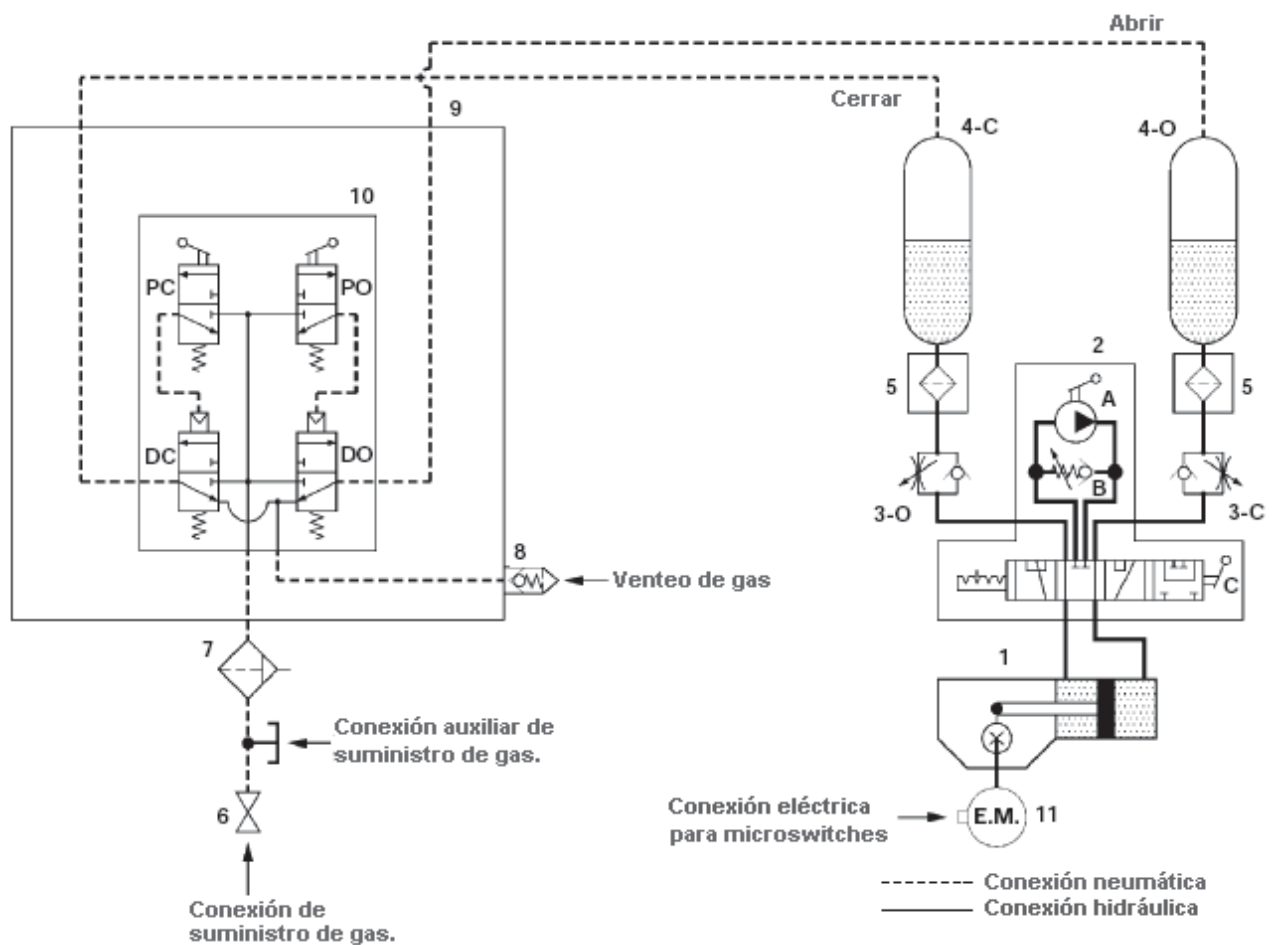 Abrir
Cerrar
9
4-C
4-O
10
PC
PO
2
5
A
5
DC
DO
B
3-O
3-C
8
Venteo de gas
C
7
1
Conexión auxiliar de
suministro de gas.
6
Conexión eléctrica
para microswitches
E.M.
11
Conexión neumática
Conexión hidráulica
Conexión de
suministro de gas.